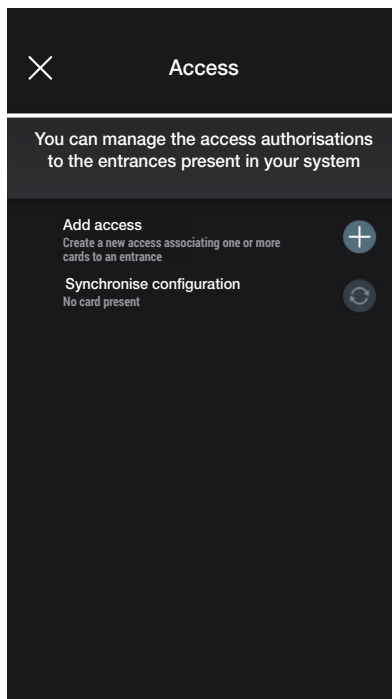 Access
You can manage the access authorisations
to the entrances present in your system
Add access
Create a new access associating one or more
cards to an entrance
Synchronise configuration
No card present